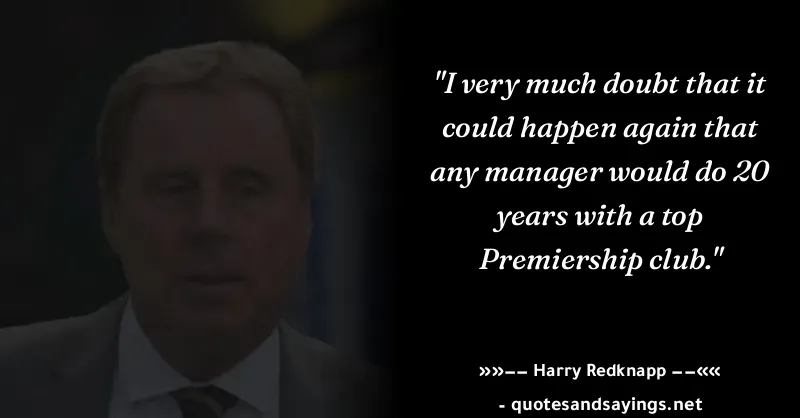 "I very much doubt that it
could happen again that
any manager would do 20
years with a top
Premiership club."
»»–– Harry Redknapp ––««
- quotesandsayings.net